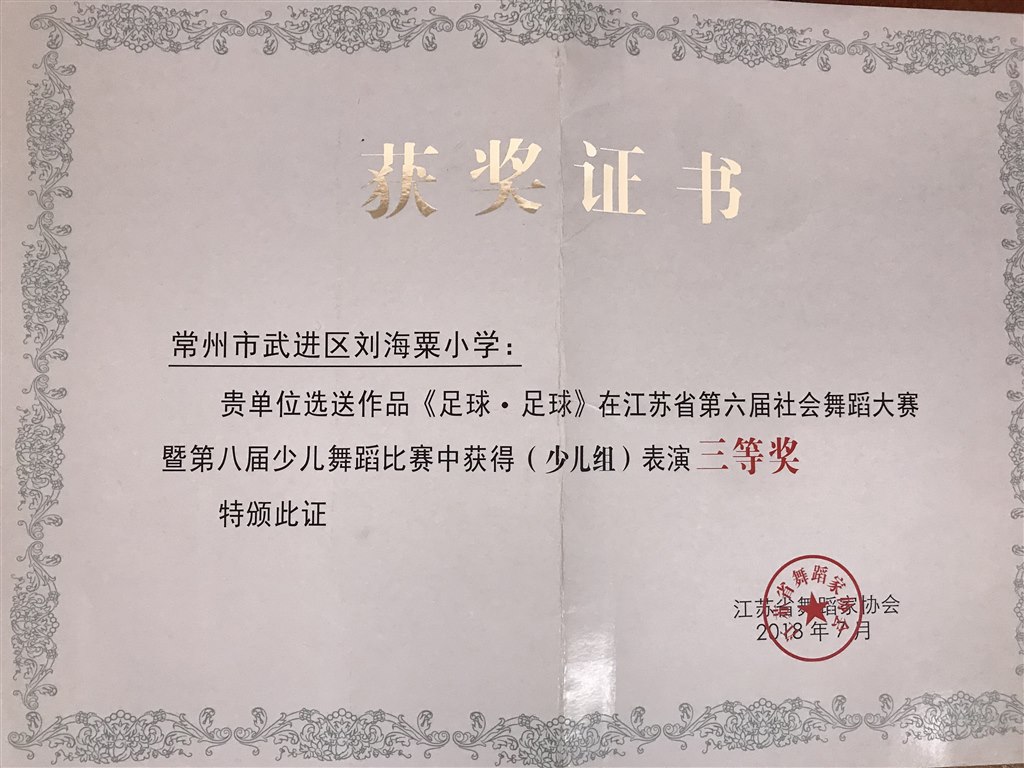 获奖证书
常州市武进区刘海粟小学：
贵单位选送作品《足球·足球》在江苏省第六届社会舞蹈大赛
暨第八届少儿舞蹈比赛中获得（少儿组）表演 三等奖
特颁此证
江苏省舞蹈家协会
2018年 月